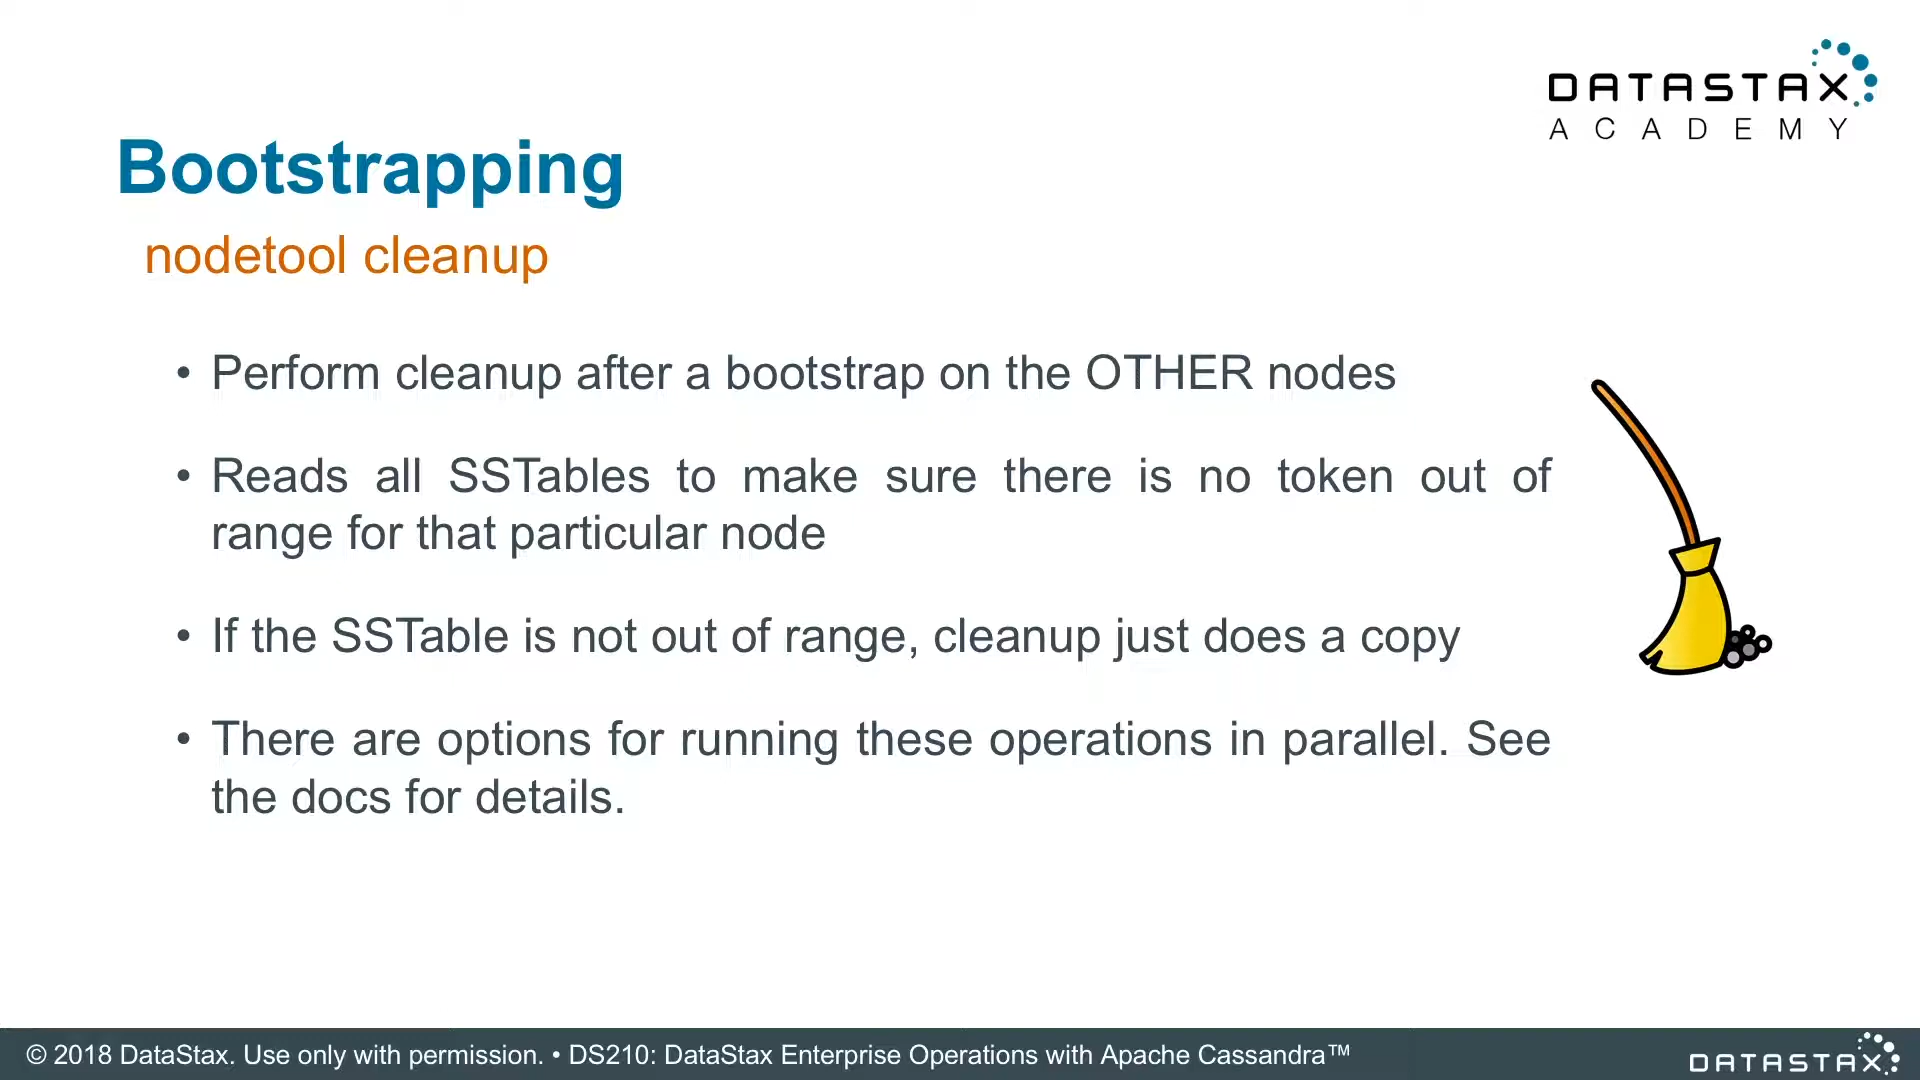 DATASTAX
ACADEMY
Bootstrapping
nodetool cleanup
• Perform cleanup after a bootstrap on the OTHER nodes
• Reads all SSTables to make sure there is no token out of
range for that particular node
• If the SSTable is not out of range, cleanup just does a copy
• There are options for running these operations in parallel. See
the docs for details.
© 2018 DataStax. Use only with permission. • DS210: DataStax Enterprise Operations with Apache Cassandra™
DATASTAX